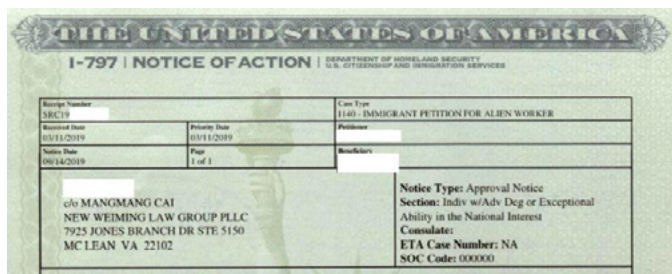 THE UNITED STATES OF AMERICA
I-797 | NOTICE OF ACTION | DEPARTMENT OF HOMELAND SECURITY
U.S. CITIZENSHIP AND IMMIGRATION SERVICES
Receipt Number
SRC19
Case Type
I140 - IMMIGRANT PETITION FOR ALIEN WORKER
Received Date
03/11/2019
Priority Date
03/11/2019
Petitioner
Notice Date
09/14/2019
Page
1 of 1
Beneficiary
c/o MANGMANG CAI
NEW WEIMING LAW GROUP PLLC
7925 JONES BRANCH DR STE 5150
MC LEAN VA 22102
Notice Type: Approval Notice
Section: Indiv w/Adv Deg or Exceptional
Ability in the National Interest
Consulate:
ETA Case Number: NA
SOC Code: 000000